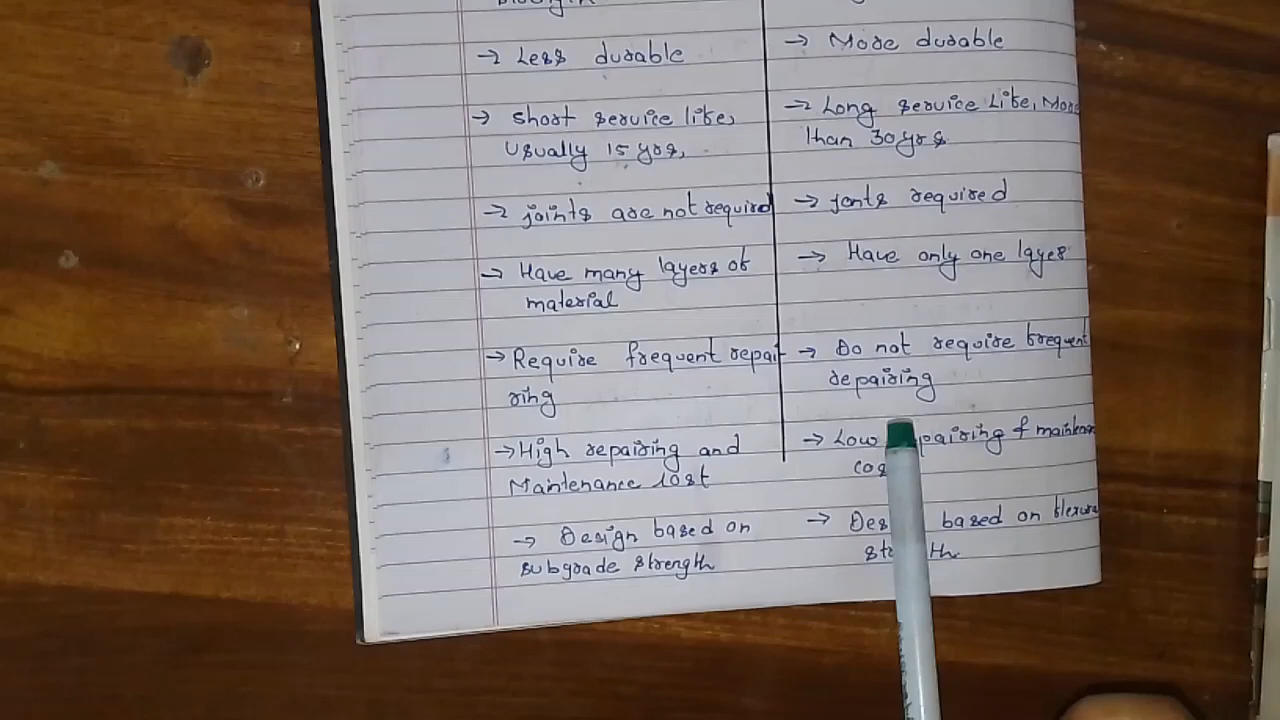 → Less durable
→ short service life,
Usually 15 yrs,
→ joints are not required
→ Have many layers of
material
→ Require frequent repai
ring
→ High repairing and
Maintenance cost
→ Design based on
subgrade strength
→ More durable
→ Long service Life, More
than 30 yrs.
→ jonts required
→ Have only one layer
→ Do not require frequent
repairing
→ Low
→ based on